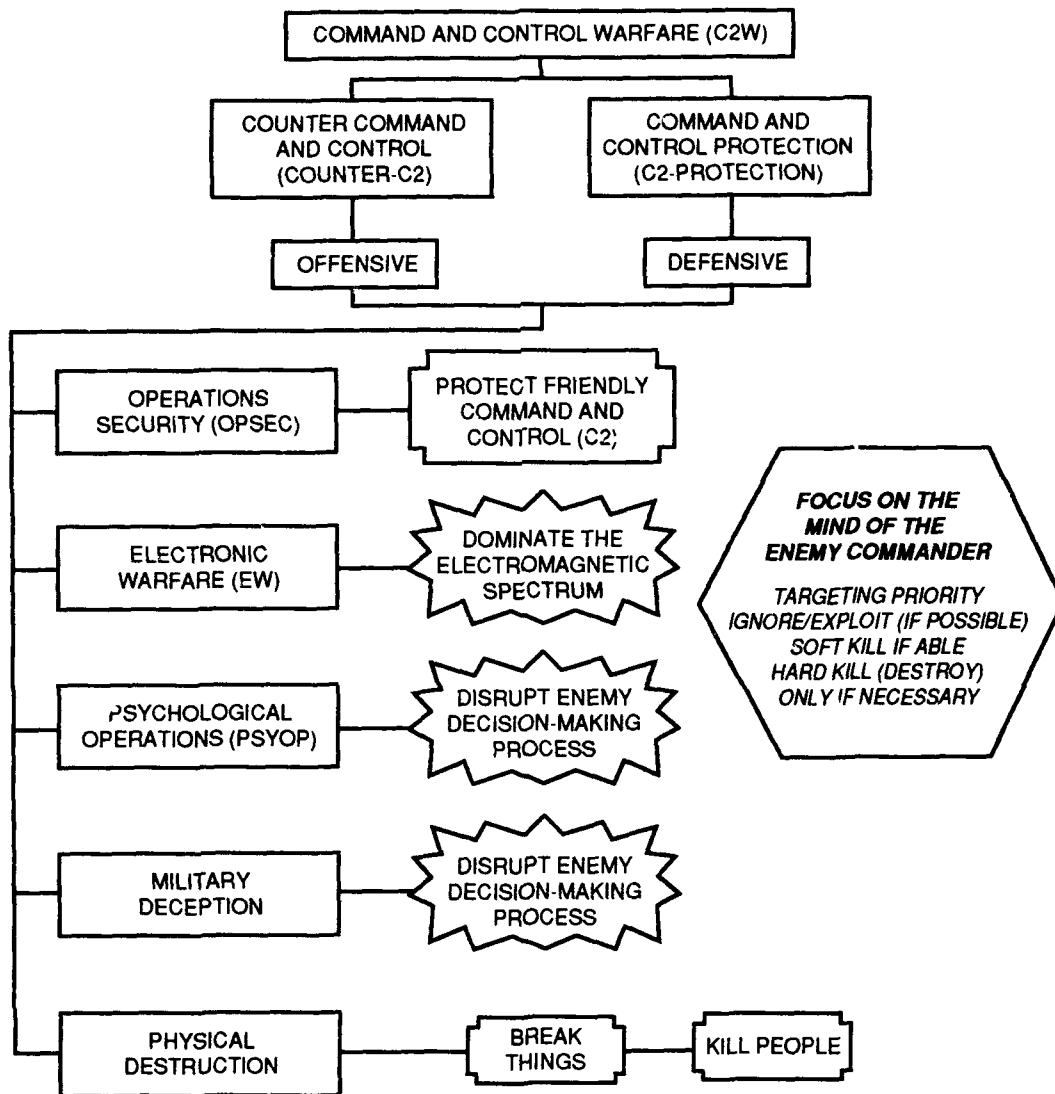 COMMAND AND CONTROL WARFARE (C2W)
COUNTER COMMAND
AND CONTROL
(COUNTER-C2)
COMMAND AND
CONTROL PROTECTION
(C2-PROTECTION)
OFFENSIVE
DEFENSIVE
OPERATIONS
SECURITY (OPSEC)
PROTECT FRIENDLY
COMMAND AND
CONTROL (C2)
ELECTRONIC
WARFARE (EW)
DOMINATE THE
ELECTROMAGNETIC
SPECTRUM
PSYCHOLOGICAL
OPERATIONS (PSYOP)
DISRUPT ENEMY
DECISION-MAKING
PROCESS
MILITARY
DECEPTION
DISRUPT ENEMY
DECISION-MAKING
PROCESS
PHYSICAL
DESTRUCTION
BREAK
THINGS
KILL PEOPLE
FOCUS ON THE
MIND OF THE
ENEMY COMMANDER
TARGETING PRIORITY
IGNORE/EXPLOIT (IF POSSIBLE)
SOFT KILL IF ABLE
HARD KILL (DESTROY)
ONLY IF NECESSARY